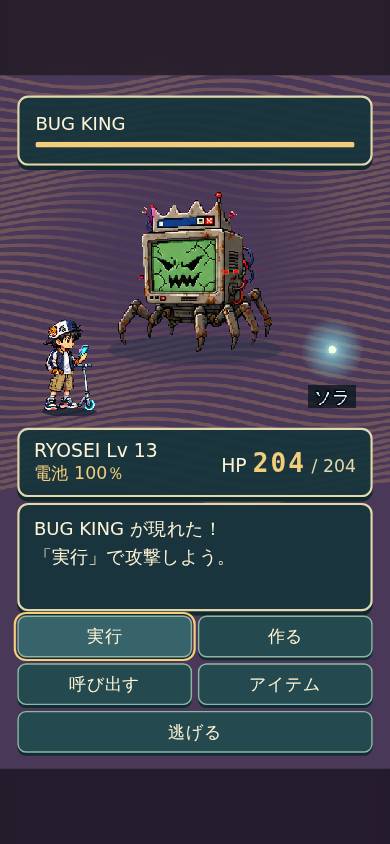 BUG KING
ソラ
RYOSEI Lv 13
電池 100%
HP 204 / 204
BUG KING が現れた！
「実行」で攻撃しよう。
実行
作る
呼び出す
アイテム
逃げる